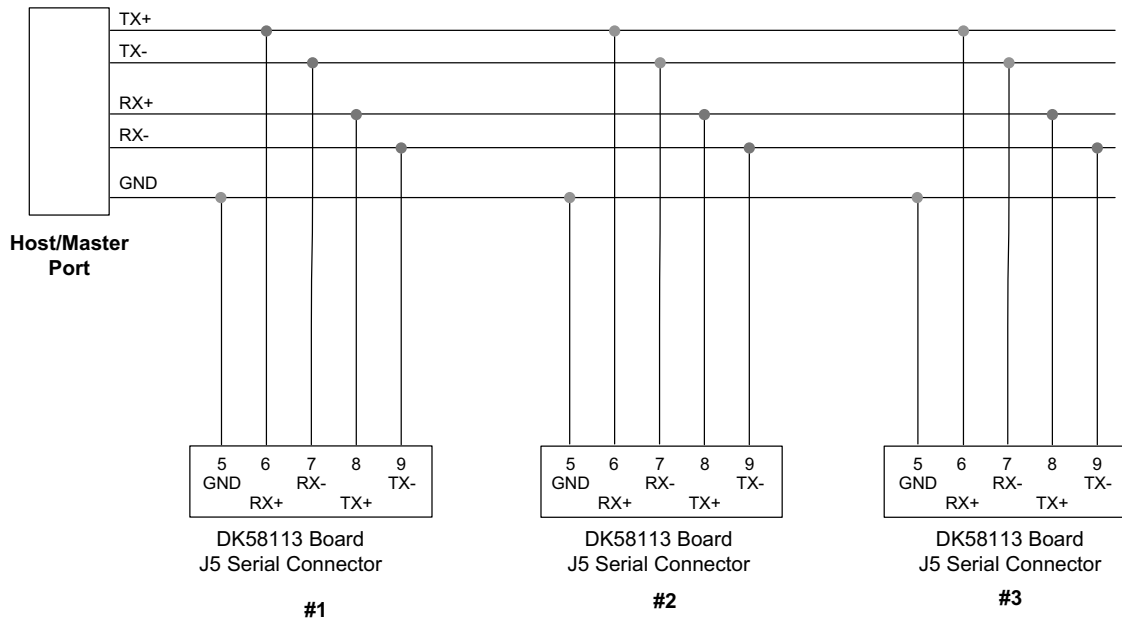 TX+
TX-
RX+
RX-
GND
Host/Master
Port
5 6 7 8 9
GND RX- TX-
RX+ TX+
DK58113 Board
J5 Serial Connector
#1
5 6 7 8 9
GND RX- TX-
RX+ TX+
DK58113 Board
J5 Serial Connector
#2
5 6 7 8 9
GND RX- TX-
RX+ TX+
DK58113 Board
J5 Serial Connector
#3